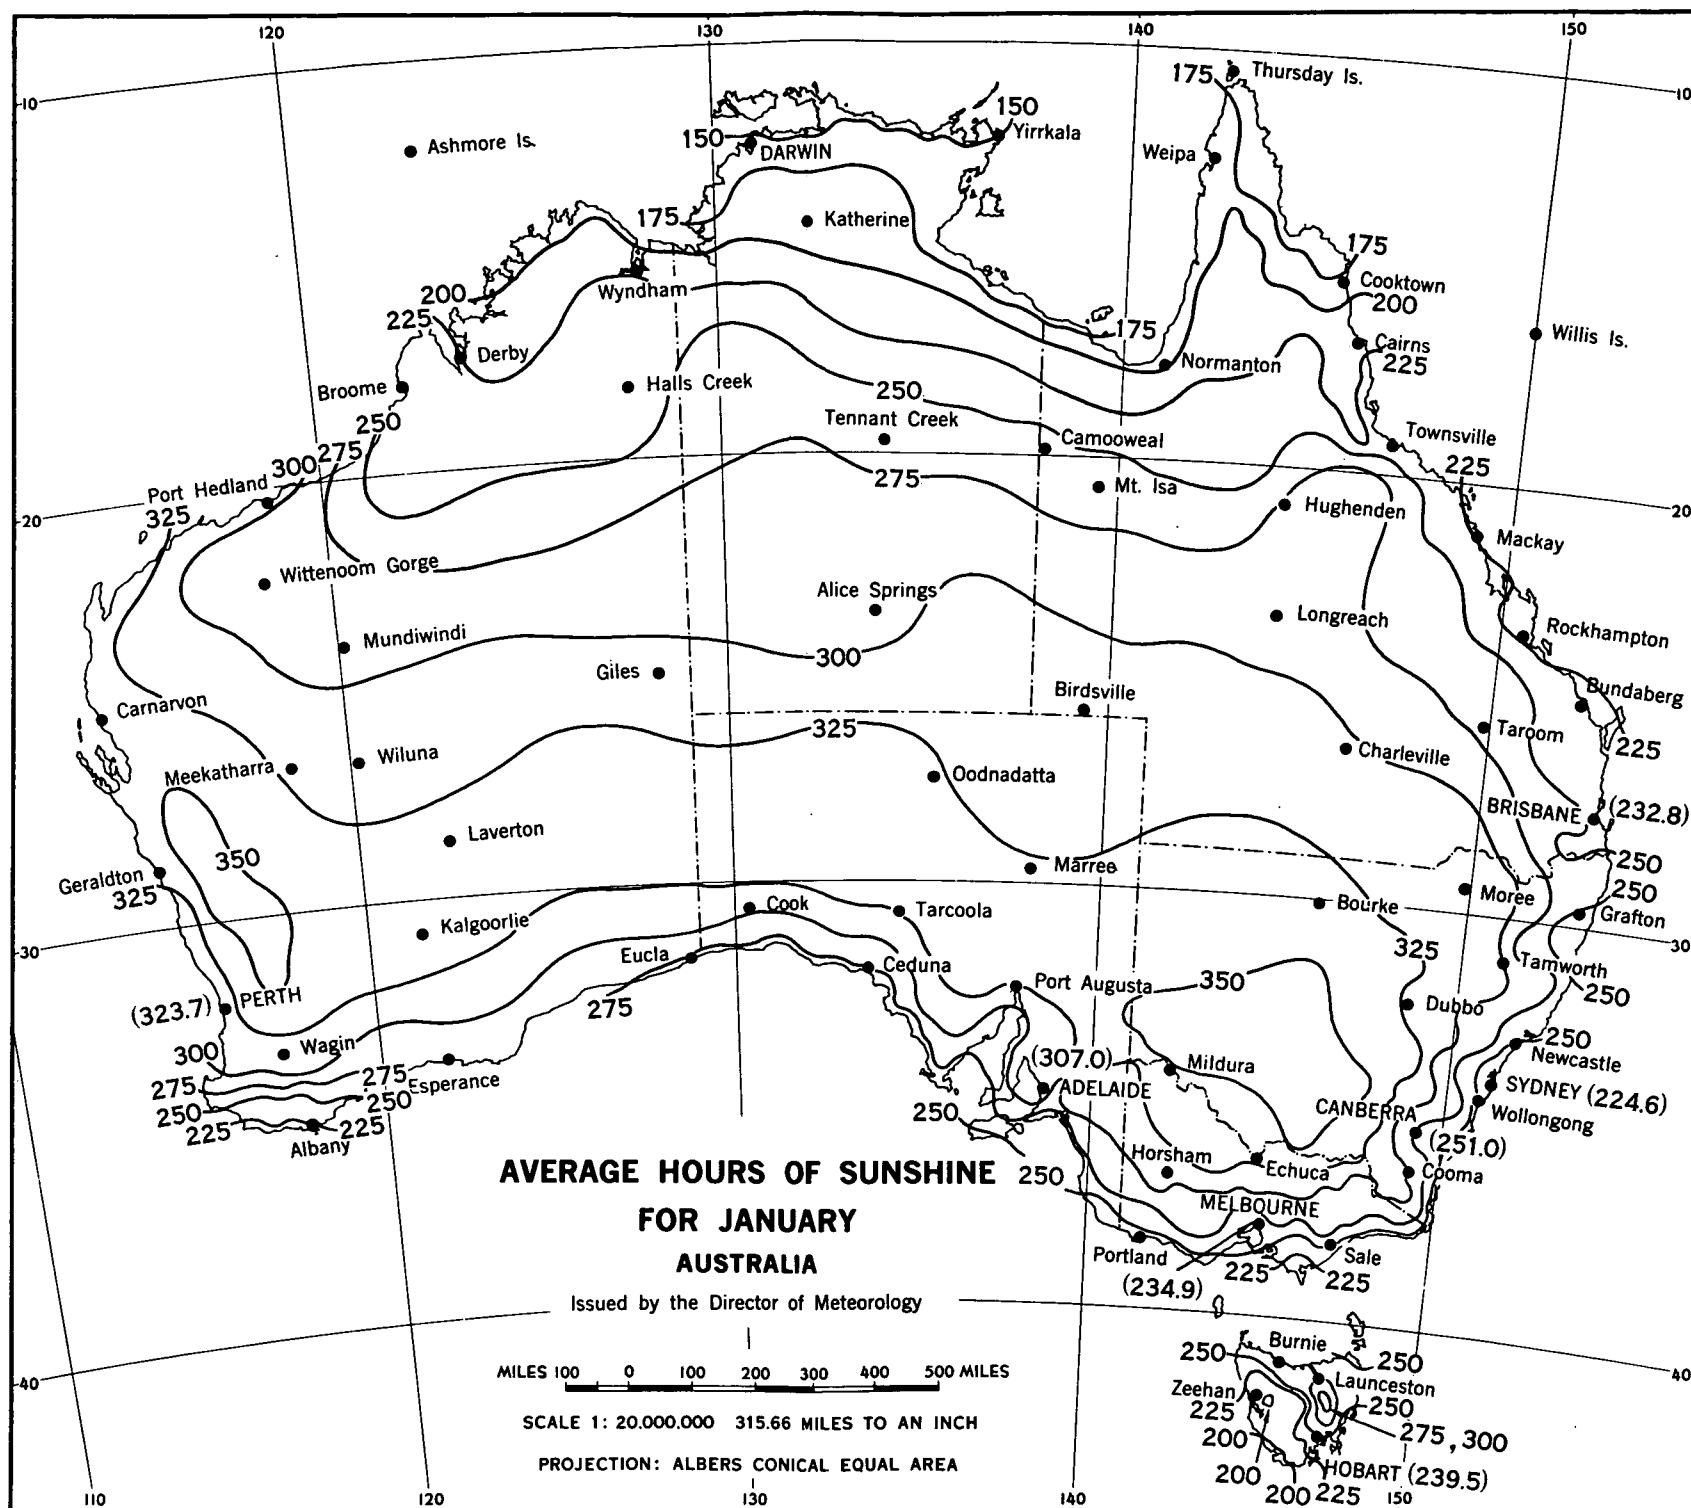 120
130
140
150
10
10
175
Thursday Is.
150
Ashmore Is.
150
Yirrkala
DARWIN
Weipa
175
Katherine
175
Cooktown
200
Wyndham
200
225
175
Willis Is.
Derby
Cairns
225
Normanton
Broome
Halls Creek
250
250
Tennant Creek
Camooweal
Townsville
225
300
275
275
Port Hedland
Mt. Isa
325
Hughenden
20
20
Mackay
Wittenoom Gorge
Alice Springs
Longreach
Mundiwindi
Rockhampton
300
Giles
Birdsville
Bundaberg
Carnarvon
325
Taroom
225
Wiluna
Charleville
Meekatharra
Oodnadatta
BRISBANE (232.8)
Laverton
350
Marree
250
Geraldton
325
Moree
250
Cook
Tarcoola
Bourke
Grafton
Kalgoorlie
30
30
Eucla
Ceduna
325
Tamworth
Port Augusta
350
250
PERTH
(323.7)
275
Dubbo
Wagin
250
Newcastle
300
(307.0)
Mildura
275
275
Esperance
ADELAIDE
SYDNEY (224.6)
250
250
250
CANBERRA
Wollongong
225
225
Albany
(251.0)
Horsham
Echuca
Cooma
AVERAGE HOURS OF SUNSHINE
250
FOR JANUARY
MELBOURNE
AUSTRALIA
Portland
Sale
225
225
(234.9)
Issued by the Director of Meteorology
Burnie
250
250
MILES 100 0 100 200 300 400 500 MILES
40
40
Launceston
Zeehan
225
250
SCALE 1: 20.000.000 315.66 MILES TO AN INCH
275, 300
200
PROJECTION: ALBERS CONICAL EQUAL AREA
HOBART (239.5)
200
200
225
110
120
130
140
150